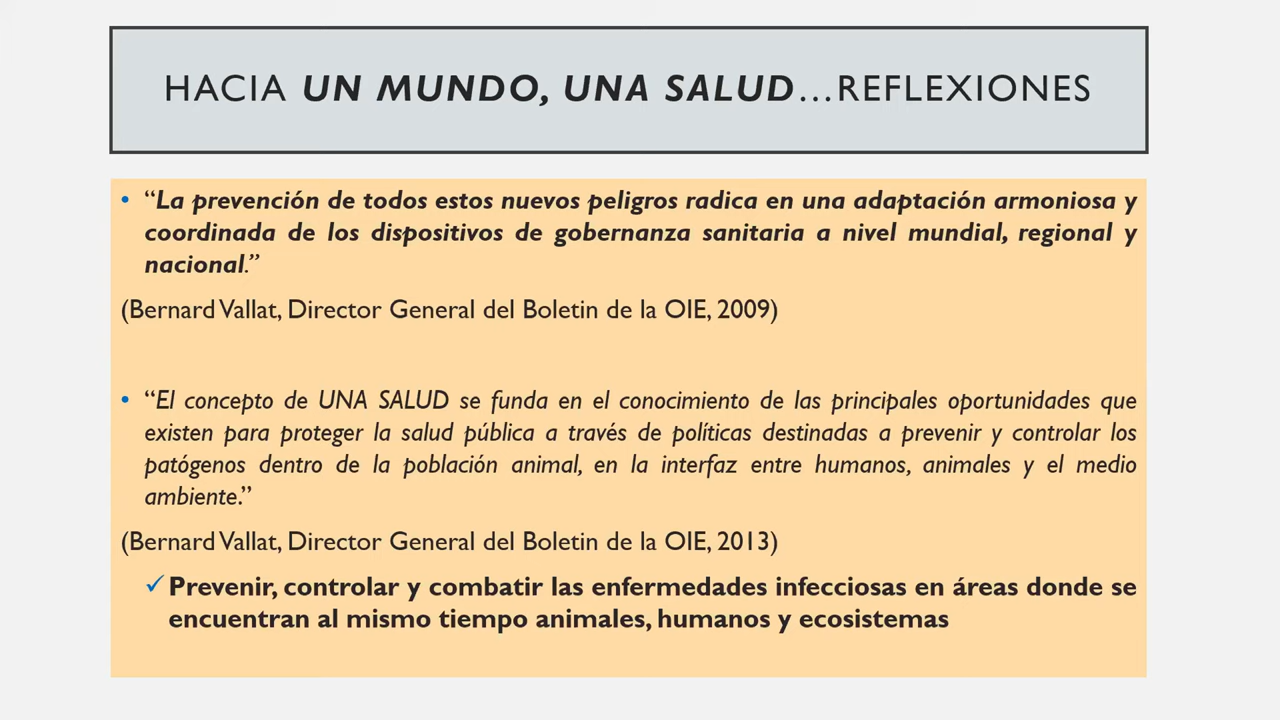 HACIA UN MUNDO, UNA SALUD…REFLEXIONES
• “La prevención de todos estos nuevos peligros radica en una adaptación armoniosa y
coordinada de los dispositivos de gobernanza sanitaria a nivel mundial, regional y
nacional.”
(Bernard Vallat, Director General del Boletin de la OIE, 2009)
• “El concepto de UNA SALUD se funda en el conocimiento de las principales oportunidades que
existen para proteger la salud pública a través de políticas destinadas a prevenir y controlar los
patógenos dentro de la población animal, en la interfaz entre humanos, animales y el medio
ambiente.”
(Bernard Vallat, Director General del Boletin de la OIE, 2013)
✓ Prevenir, controlar y combatir las enfermedades infecciosas en áreas donde se
encuentran al mismo tiempo animales, humanos y ecosistemas